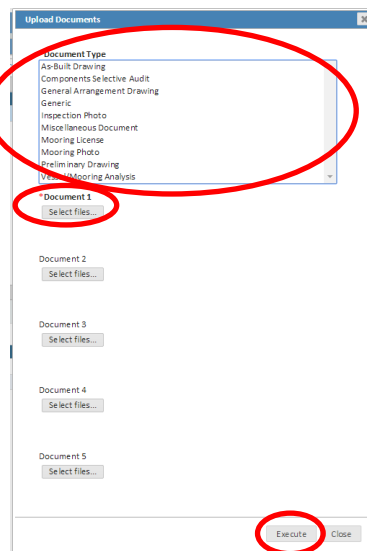 Upload Documents
Document Type
As-Built Drawing
Components Selective Audit
General Arrangement Drawing
Generic
Inspection Photo
Miscellaneous Document
Mooring License
Mooring Photo
Preliminary Drawing
Vessel/Mooring Analysis
*Document 1
Select files...
Document 2
Select files...
Document 3
Select files...
Document 4
Select files...
Document 5
Select files...
Execute Close